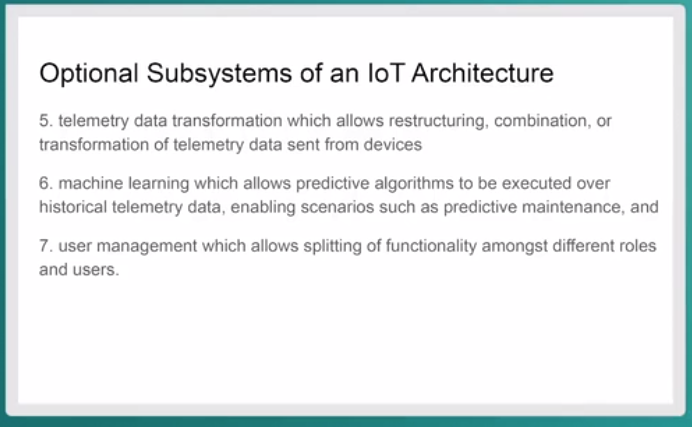 Optional Subsystems of an IoT Architecture
5. telemetry data transformation which allows restructuring, combination, or
transformation of telemetry data sent from devices
6. machine learning which allows predictive algorithms to be executed over
historical telemetry data, enabling scenarios such as predictive maintenance, and
7. user management which allows splitting of functionality amongst different roles
and users.